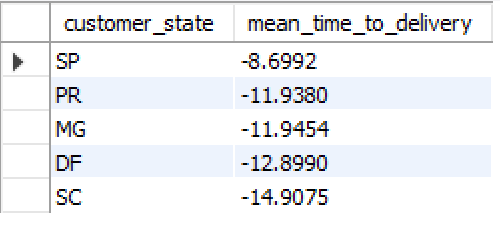 customer_state mean_time_to_delivery
SP -8.6992
PR -11.9380
MG -11.9454
DF -12.8990
SC -14.9075